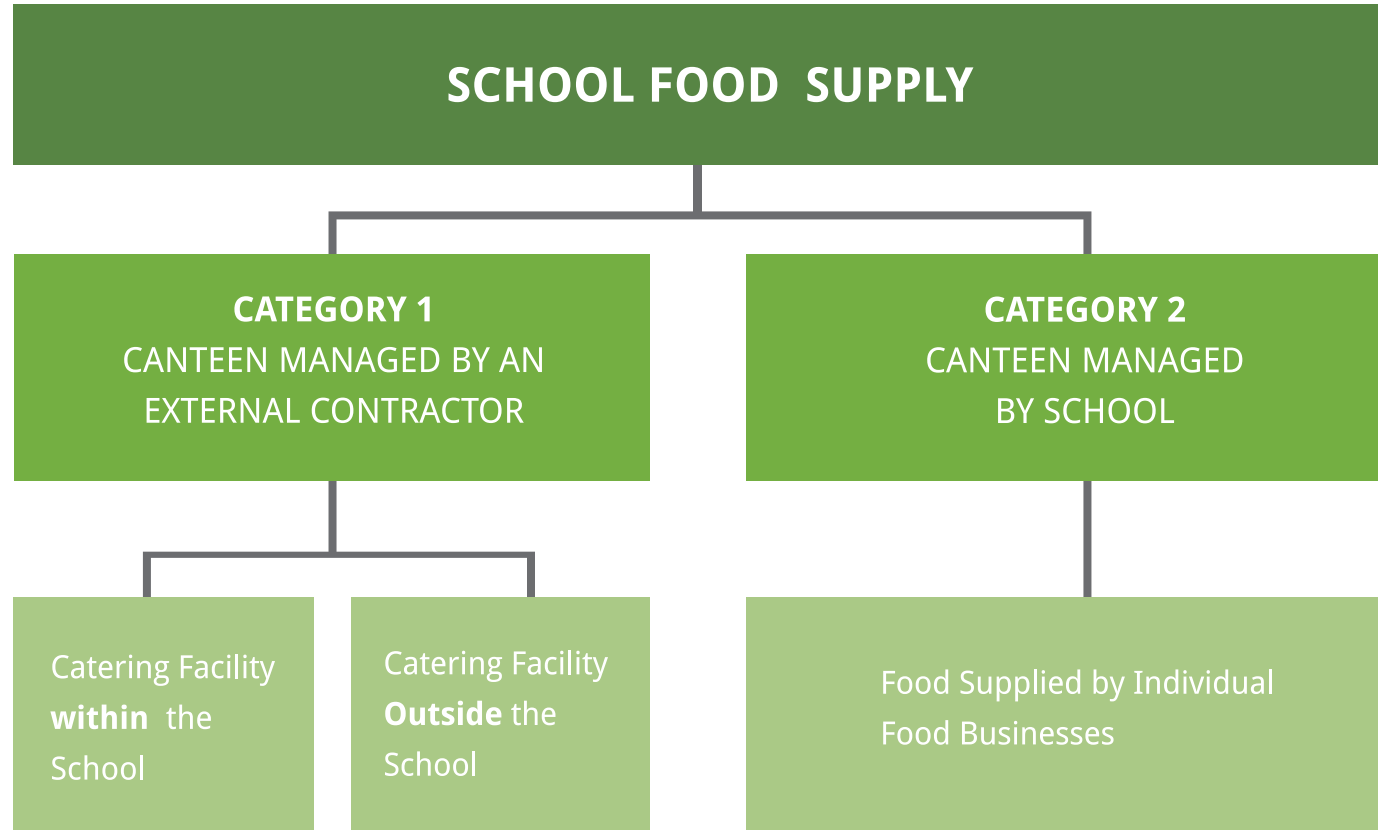 SCHOOL FOOD SUPPLY
CATEGORY 1
CANTEEN MANAGED BY AN
EXTERNAL CONTRACTOR
CATEGORY 2
CANTEEN MANAGED
BY SCHOOL
Catering Facility
within the
School
Catering Facility
Outside the
School
Food Supplied by Individual
Food Businesses